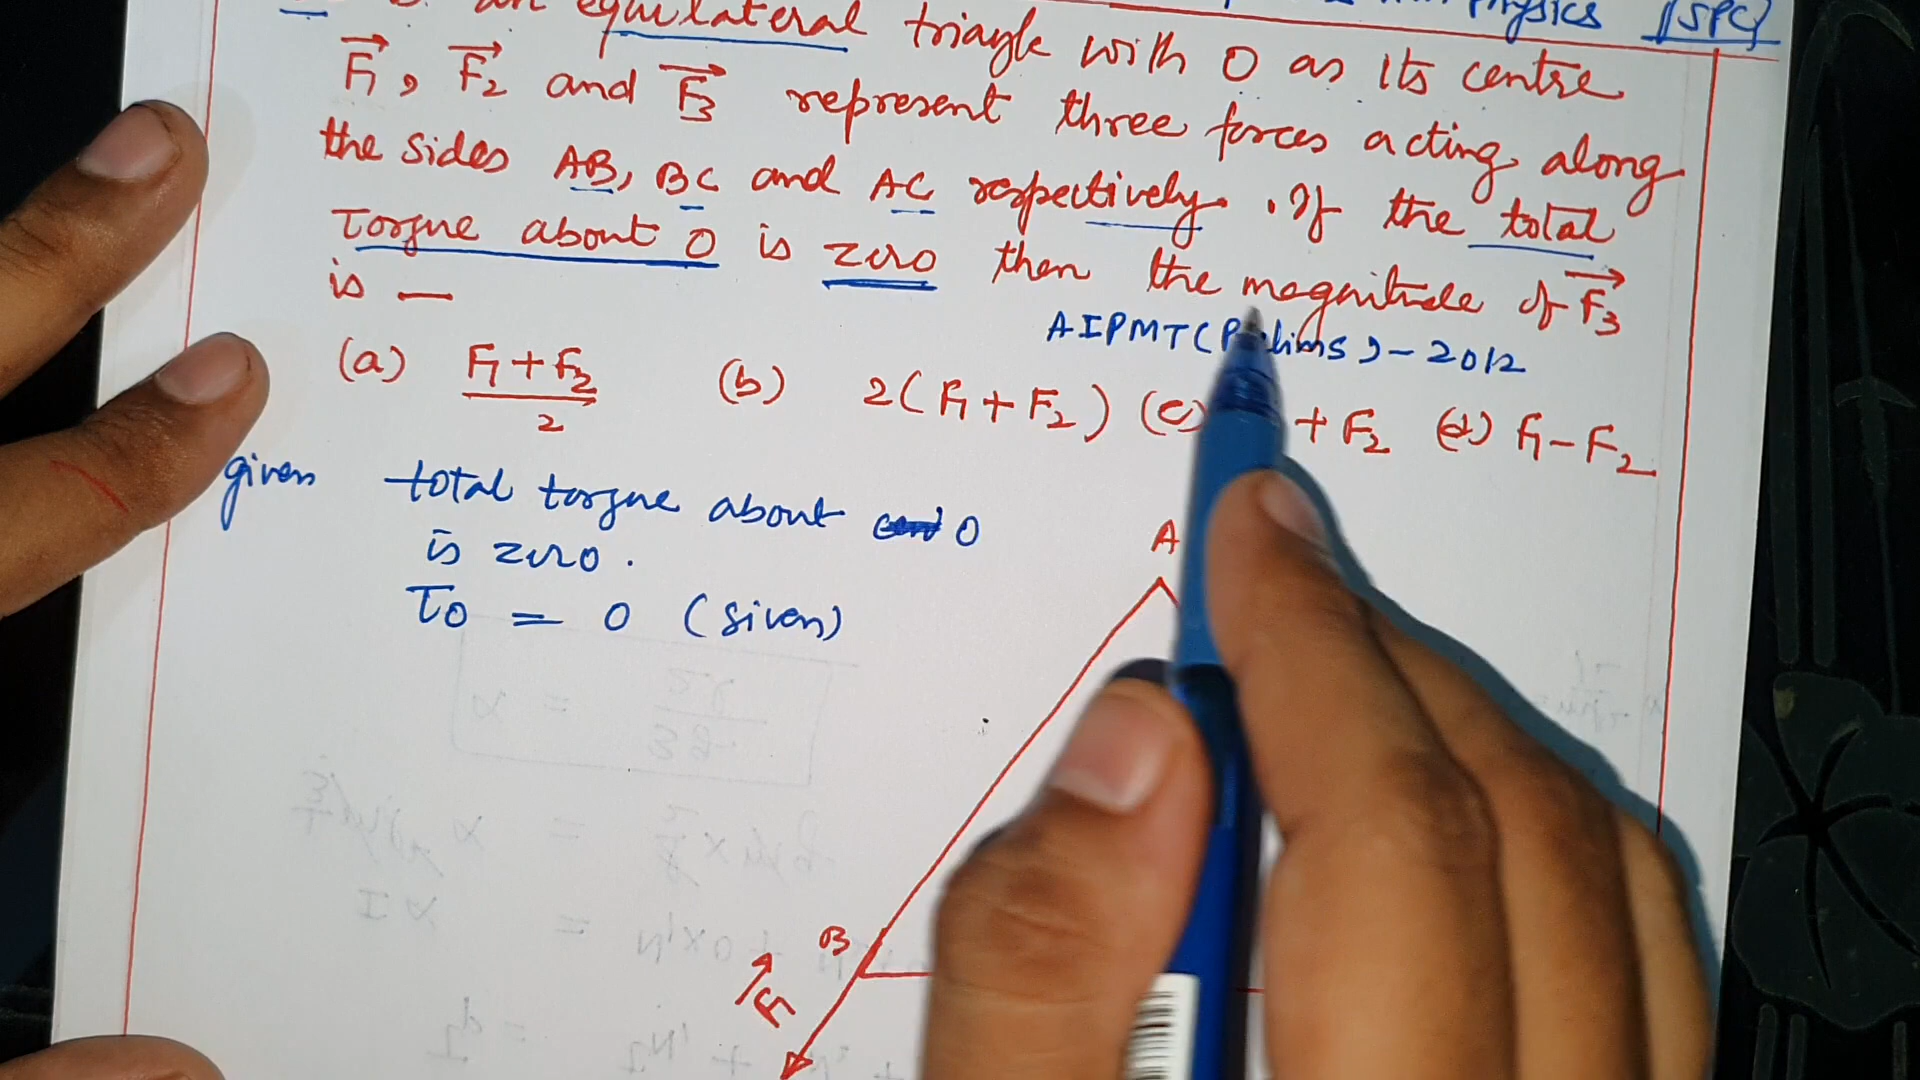 Physics (SPC)
an equilateral triangle with O as its centre
F₁, F₂ and F₃ represent three forces acting along
the sides AB, BC and AC respectively. If the total
Torque about O is zero then the magnitude of F₃
is —
AIPMT (Prelims) - 2012
(a) F₁+F₂/2 (b) 2(F₁+F₂) (c) + F₂ (d) F₁-F₂
given total torque about O
is zero.
τ₀ = 0 (given)
A
B
F₁